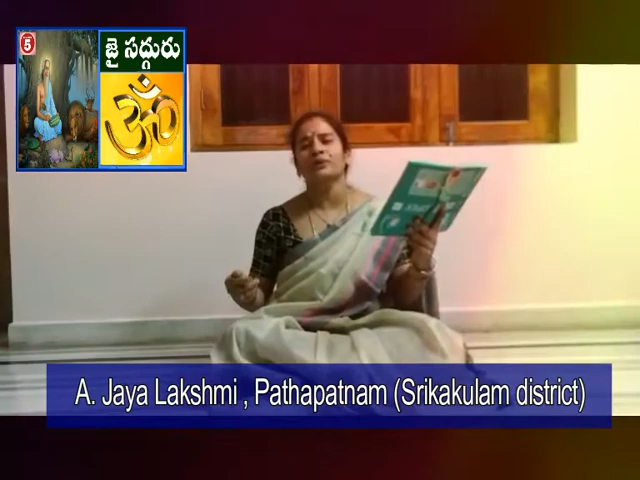 5
జై సద్గురు
ॐ
A. Jaya Lakshmi , Pathapatnam (Srikakulam district)